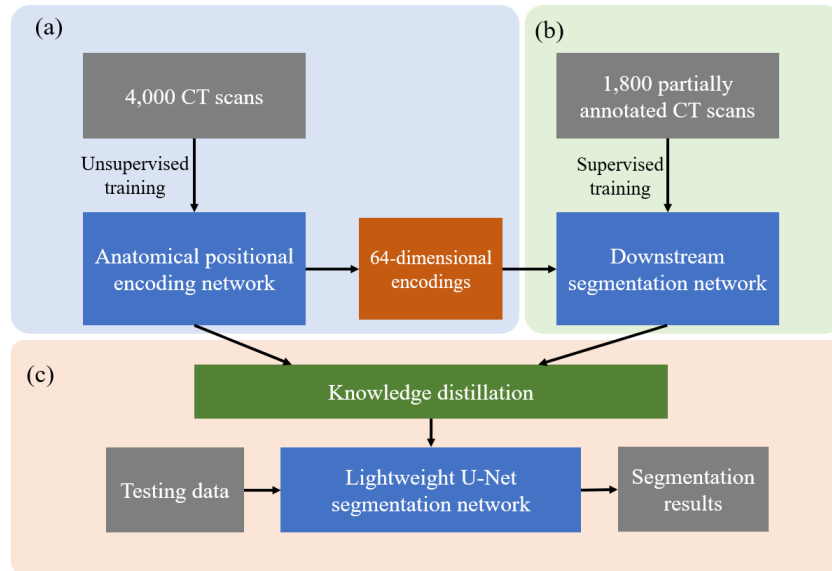 (a)
4,000 CT scans
Unsupervised
training
Anatomical positional
encoding network
64-dimensional
encodings
(b)
1,800 partially
annotated CT scans
Supervised
training
Downstream
segmentation network
(c)
Knowledge distillation
Testing data
Lightweight U-Net
segmentation network
Segmentation
results